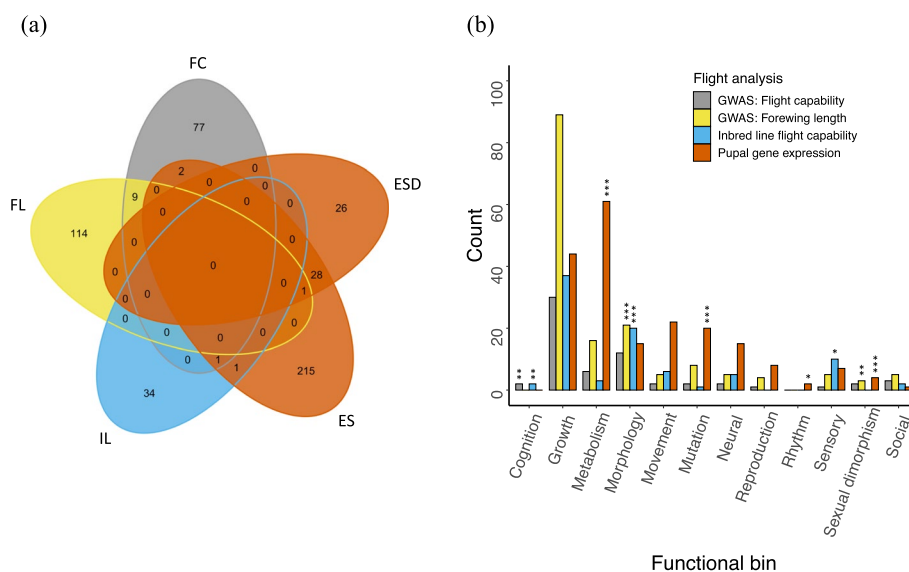 (a)
(b)
FC
77
ESD
26
FL
114
IL
34
ES
215
2
0
0
0
0
0
9
0
0
0
0
0
0
0
0
28
1
0
0
0
0
0
0
0
0
0
1
1
Flight analysis
GWAS: Flight capability
GWAS: Forewing length
Inbred line flight capability
Pupal gene expression
Count
100
80
60
40
20
0
**
**
***
***
***
***
*
*
**
***
Cognition
Growth
Metabolism
Morphology
Movement
Mutation
Neural
Reproduction
Rhythm
Sensory
Sexual dimorphism
Social
Functional bin